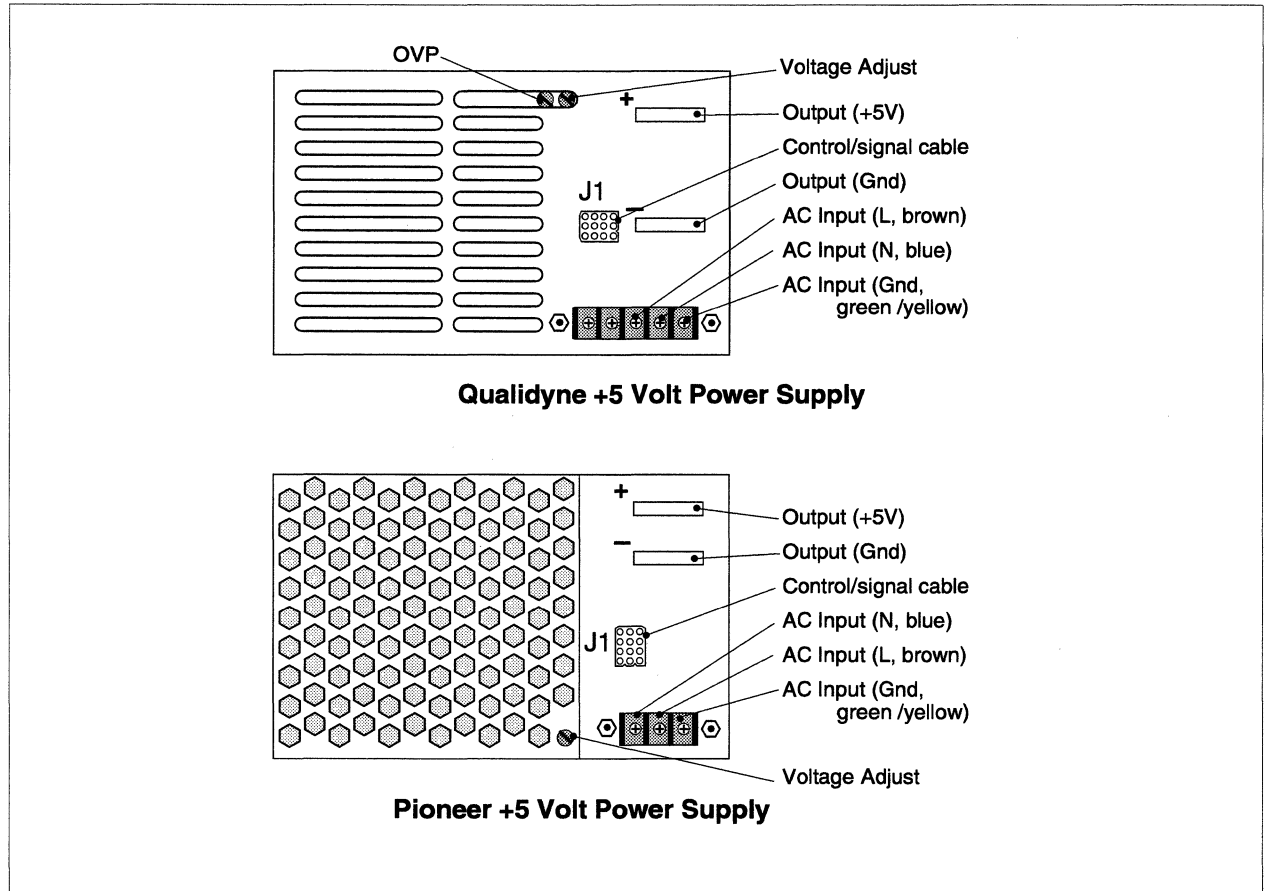 OVP
Voltage Adjust
+
Output (+5V)
Control/signal cable
J1
Output (Gnd)
−
AC Input (L, brown)
AC Input (N, blue)
AC Input (Gnd,
green /yellow)
Qualidyne +5 Volt Power Supply
+
Output (+5V)
−
Output (Gnd)
Control/signal cable
J1
AC Input (N, blue)
AC Input (L, brown)
AC Input (Gnd,
green /yellow)
Voltage Adjust
Pioneer +5 Volt Power Supply